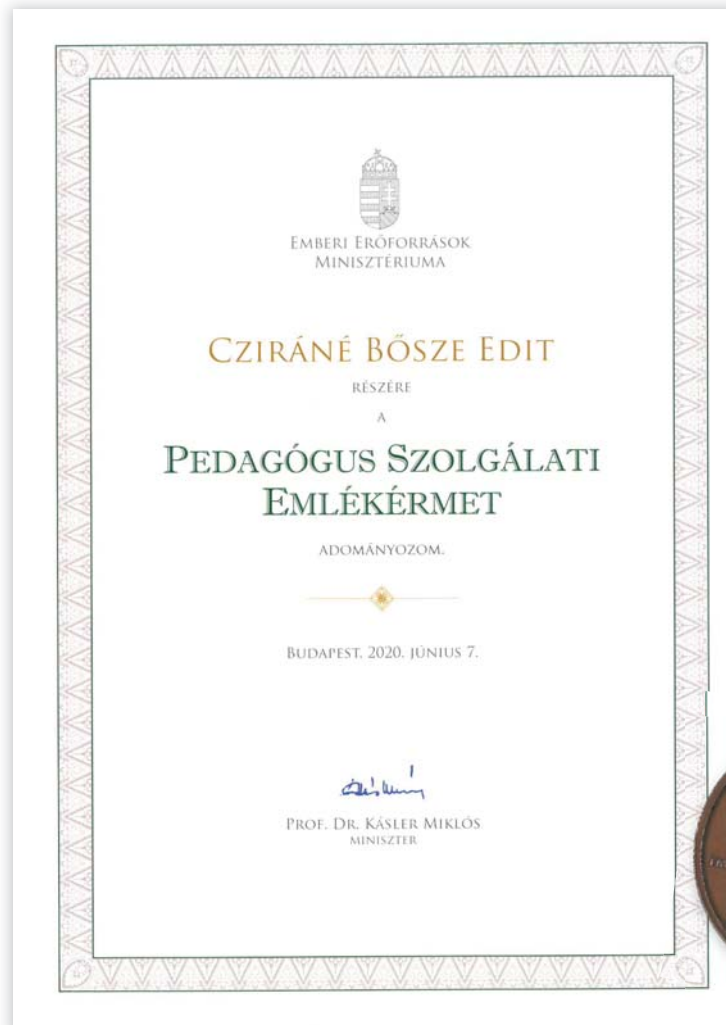 EMBERI ERŐFORRÁSOK
MINISZTÉRIUMA
CZIRÁNÉ BŐSZE EDIT
RÉSZÉRE
A
PEDAGÓGUS SZOLGÁLATI
EMLÉKÉRMET
ADOMÁNYOZOM.
BUDAPEST, 2020. JÚNIUS 7.
PROF. DR. KÁSLER MIKLÓS
MINISZTER